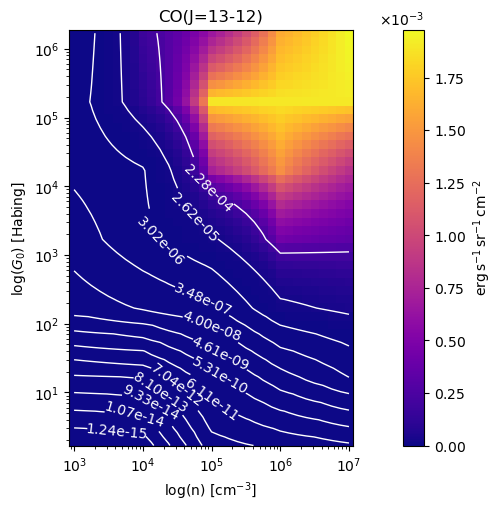 CO(J=13-12)
×10⁻³
10⁶
10⁵
10⁴
10³
10²
10¹
log(G₀) [Habing]
2.28e-04
2.62e-05
3.02e-06
3.48e-07
4.00e-08
4.61e-09
5.31e-10
6.11e-11
7.04e-12
8.10e-13
9.33e-14
1.07e-14
1.24e-15
10³ 10⁴ 10⁵ 10⁶ 10⁷
log(n) [cm⁻³]
1.75
1.50
1.25
1.00
0.75
0.50
0.25
0.00
erg s⁻¹ sr⁻¹ cm⁻²